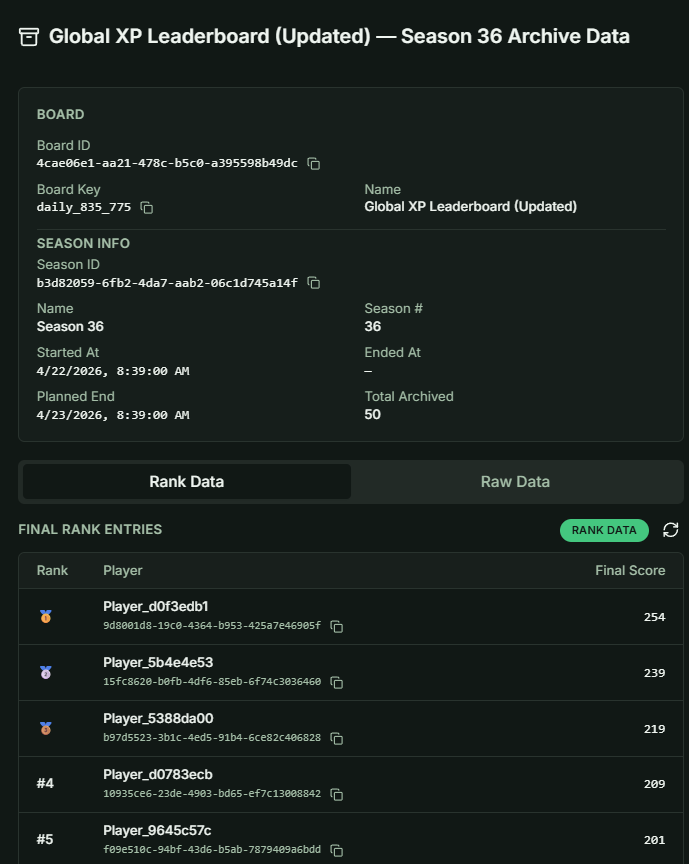 Global XP Leaderboard (Updated) — Season 36 Archive Data
BOARD
Board ID
4cae06e1-aa21-478c-b5c0-a395598b49dc
Board Key
daily_835_775
Name
Global XP Leaderboard (Updated)
SEASON INFO
Season ID
b3d82059-6fb2-4da7-aab2-06c1d745a14f
Name
Season 36
Season #
36
Started At
4/22/2026, 8:39:00 AM
Ended At
—
Planned End
4/23/2026, 8:39:00 AM
Total Archived
50
Rank Data
Raw Data
FINAL RANK ENTRIES
RANK DATA
Rank Player Final Score
1 Player_d0f3edb1
9d8001d8-19c0-4364-b953-425a7e46905f
254
2 Player_5b4e4e53
15fc8620-b0fb-4df6-85eb-6f74c3036460
239
3 Player_5388da00
b97d5523-3b1c-4ed5-91b4-6ce82c406828
219
#4 Player_d0783ecb
10935ce6-23de-4903-bd65-ef7c13008842
209
#5 Player_9645c57c
f09e510c-94bf-43d6-b5ab-7879409a6bdd
201